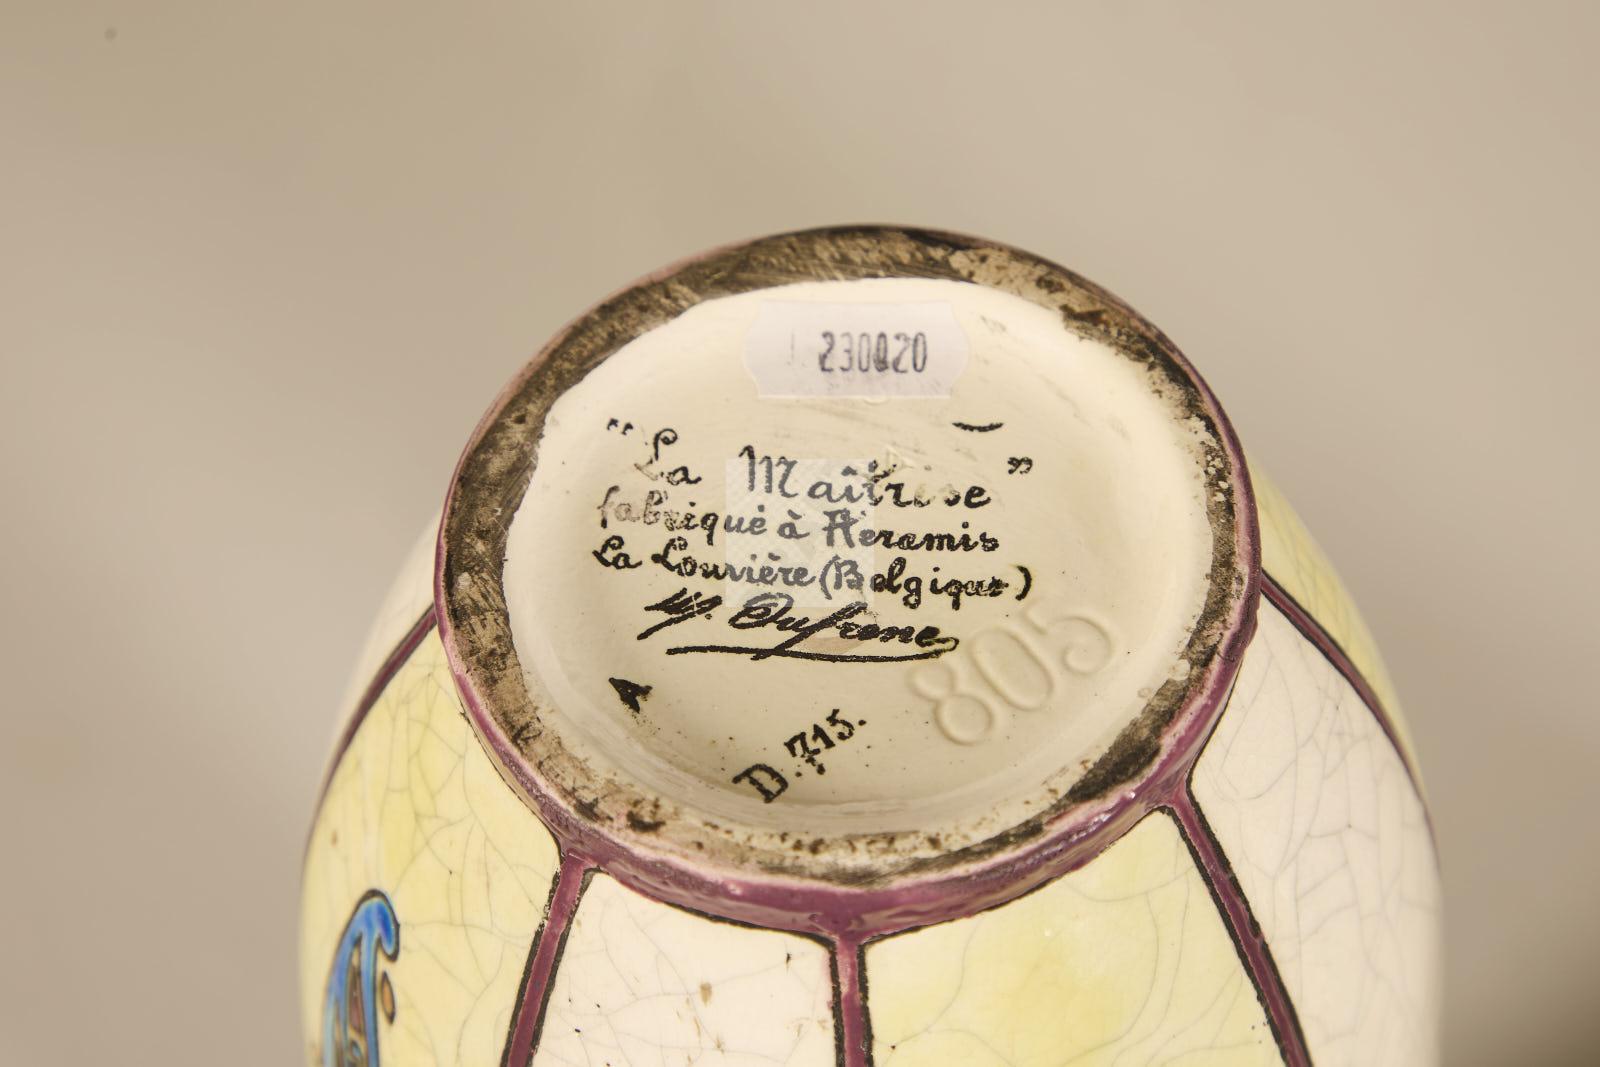 230020
"La Maîtrise"
fabriqué à Keramis
La Louvière (Belgique)
M. Dufrene
805
A
D.715.